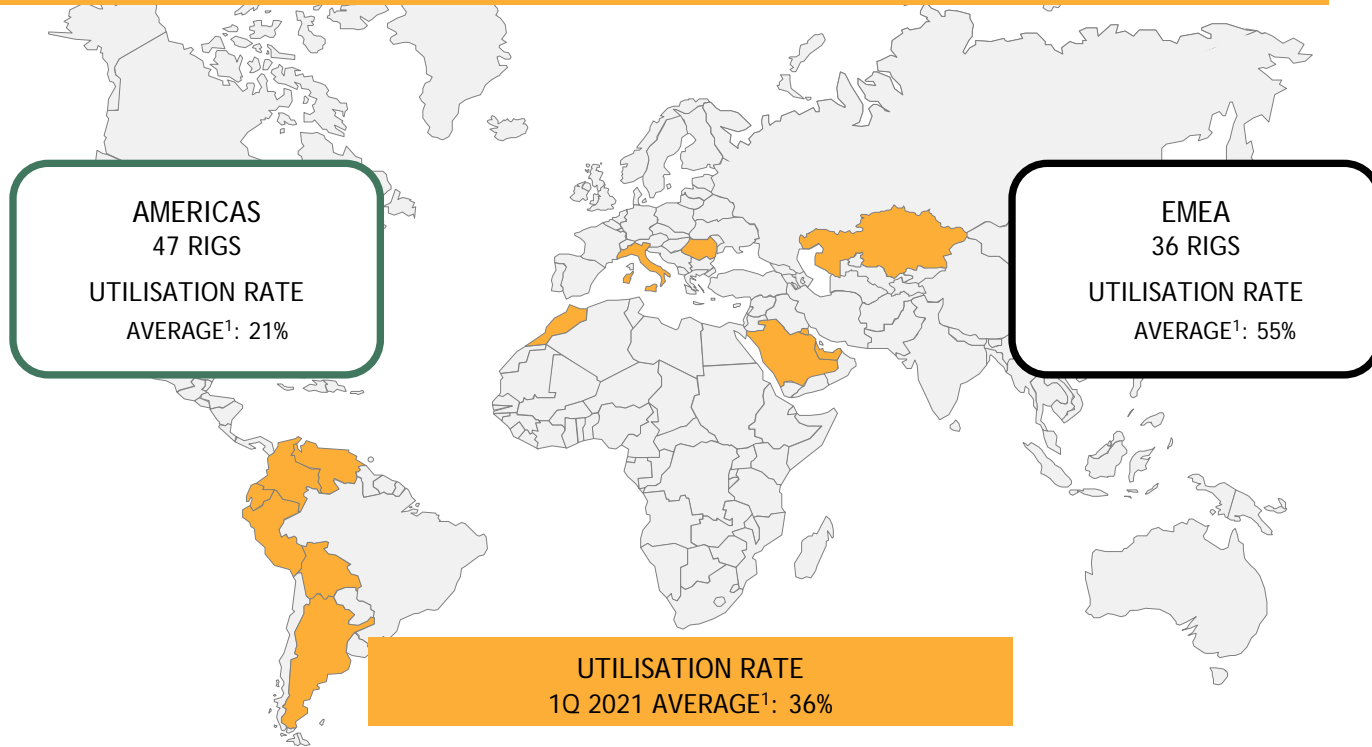 AMERICAS
47 RIGS
UTILISATION RATE
AVERAGE¹: 21%
EMEA
36 RIGS
UTILISATION RATE
AVERAGE¹: 55%
UTILISATION RATE
1Q 2021 AVERAGE¹: 36%